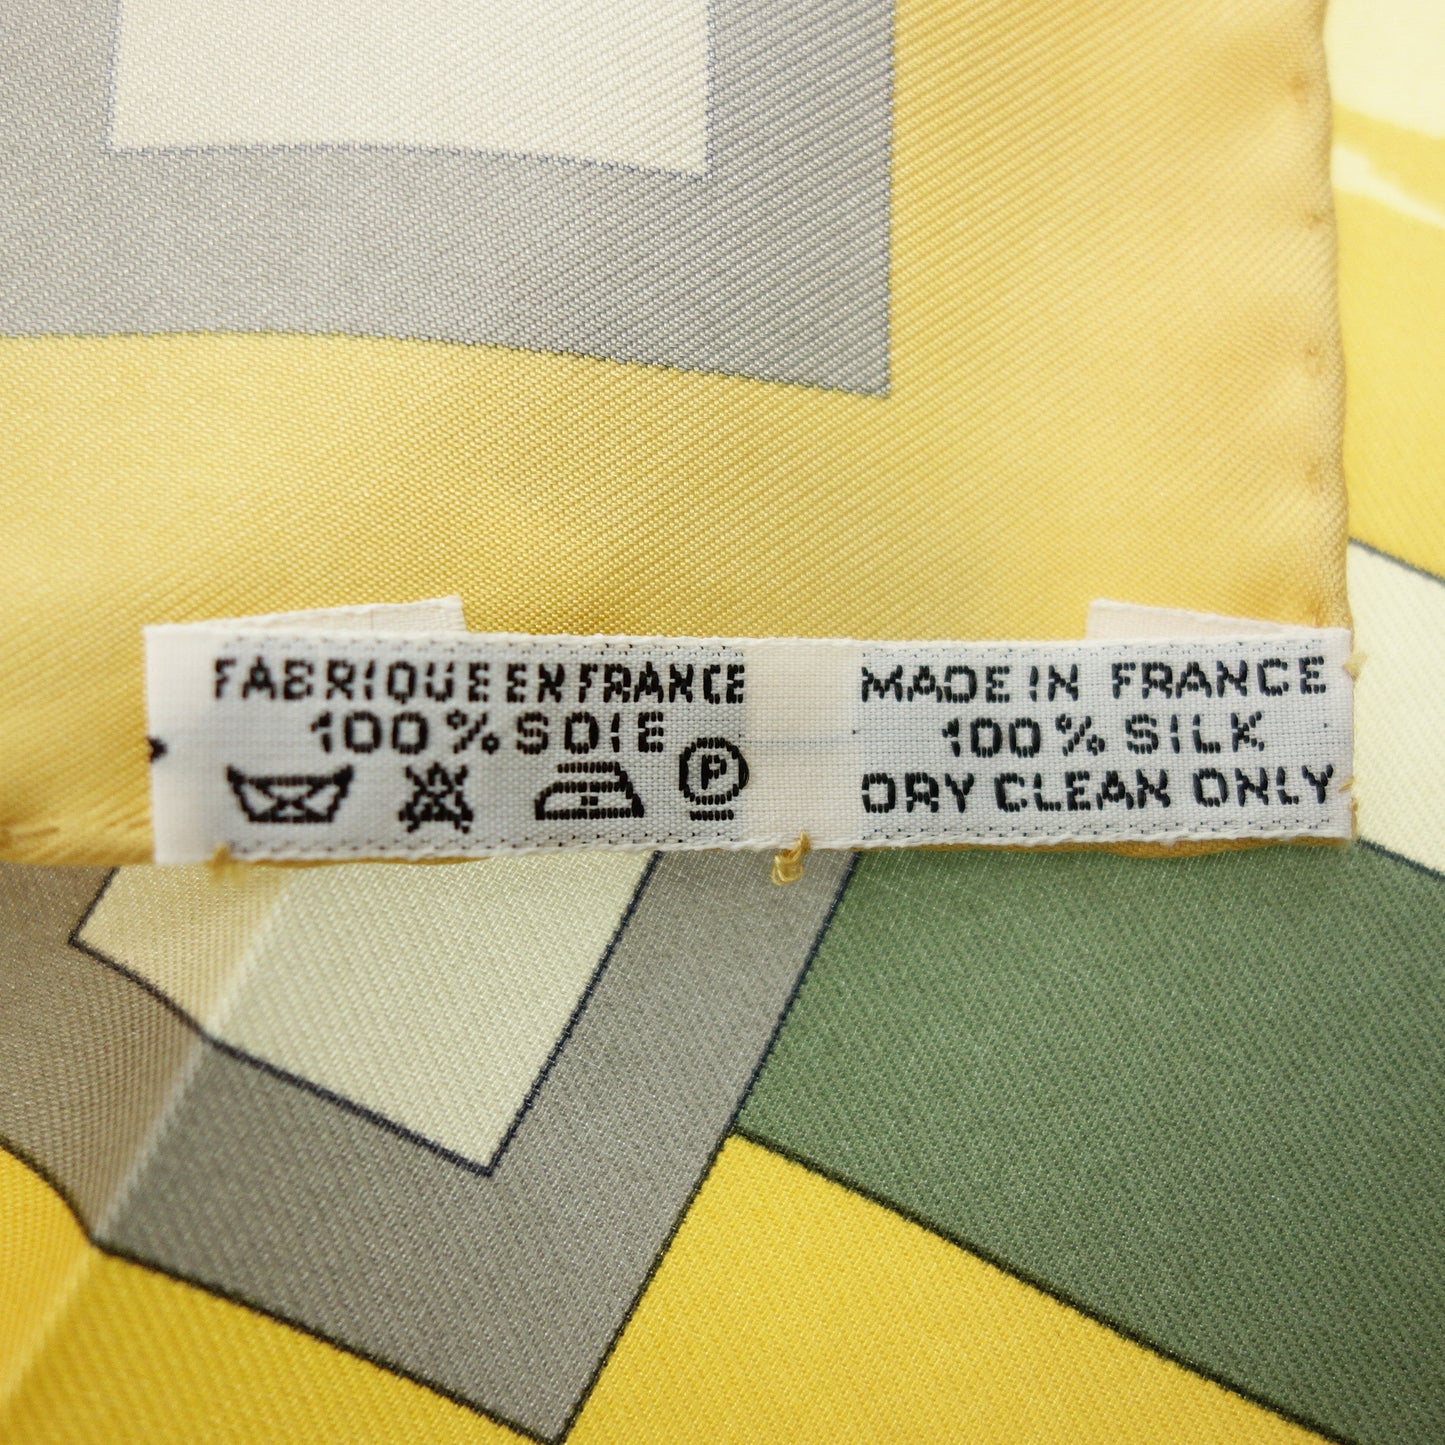 FABRIQUE EN FRANCE
100% SOIE
P
MADE IN FRANCE
100% SILK
DRY CLEAN ONLY